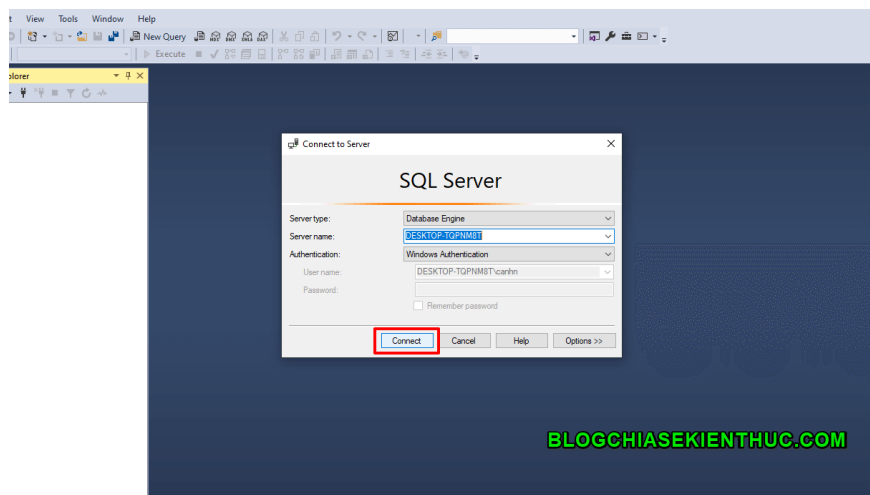 t View Tools Window Help
New Query
Execute
plorer
Connect to Server
SQL Server
Server type: Database Engine
Server name: DESKTOP-TQPNM8T
Authentication: Windows Authentication
User name: DESKTOP-TQPNM8T\canhn
Password:
Remember password
Connect Cancel Help Options >>
BLOGCHIASEKIENTHUC.COM